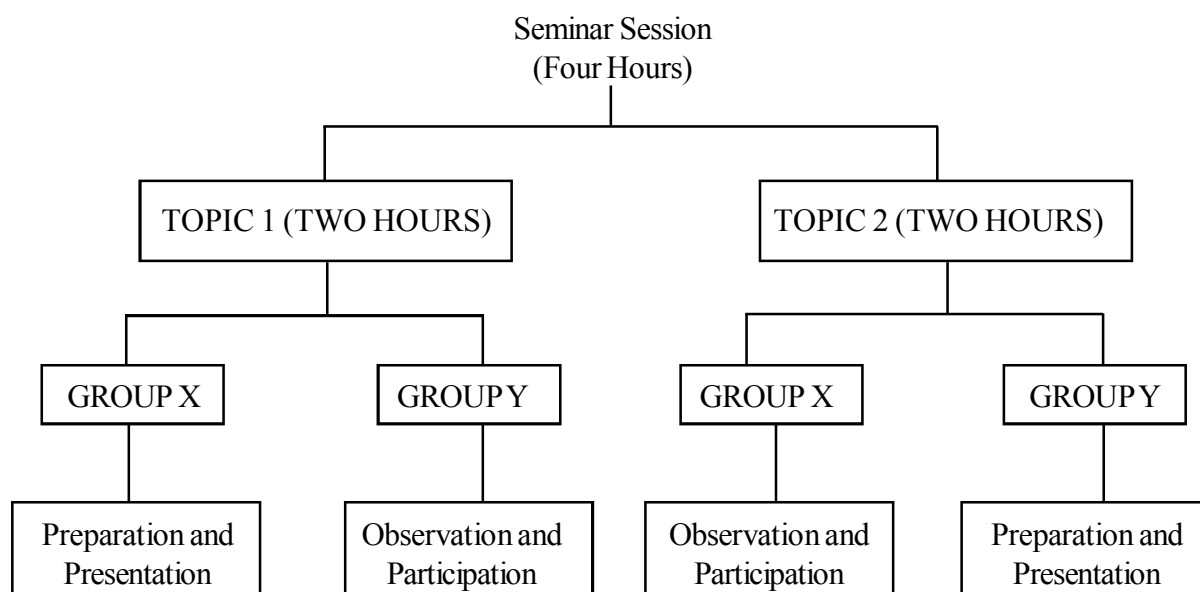 Seminar Session
(Four Hours)
TOPIC 1 (TWO HOURS)
TOPIC 2 (TWO HOURS)
GROUP X
GROUP Y
GROUP X
GROUP Y
Preparation and
Presentation
Observation and
Participation
Observation and
Participation
Preparation and
Presentation